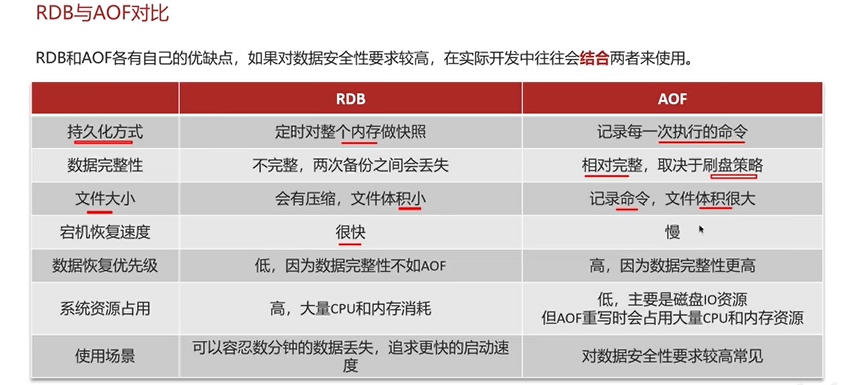 RDB与AOF对比
RDB和AOF各有自己的优缺点，如果对数据安全性要求较高，在实际开发中往往会结合两者来使用。
RDB AOF
持久化方式 定时对整个内存做快照 记录每一次执行的命令
数据完整性 不完整，两次备份之间会丢失 相对完整，取决于刷盘策略
文件大小 会有压缩，文件体积小 记录命令，文件体积很大
宕机恢复速度 很快 慢
数据恢复优先级 低，因为数据完整性不如AOF 高，因为数据完整性更高
系统资源占用 高，大量CPU和内存消耗 低，主要是磁盘IO资源
但AOF重写时会占用大量CPU和内存资源
使用场景 可以容忍数分钟的数据丢失，追求更快的启动速
度 对数据安全性要求较高常见